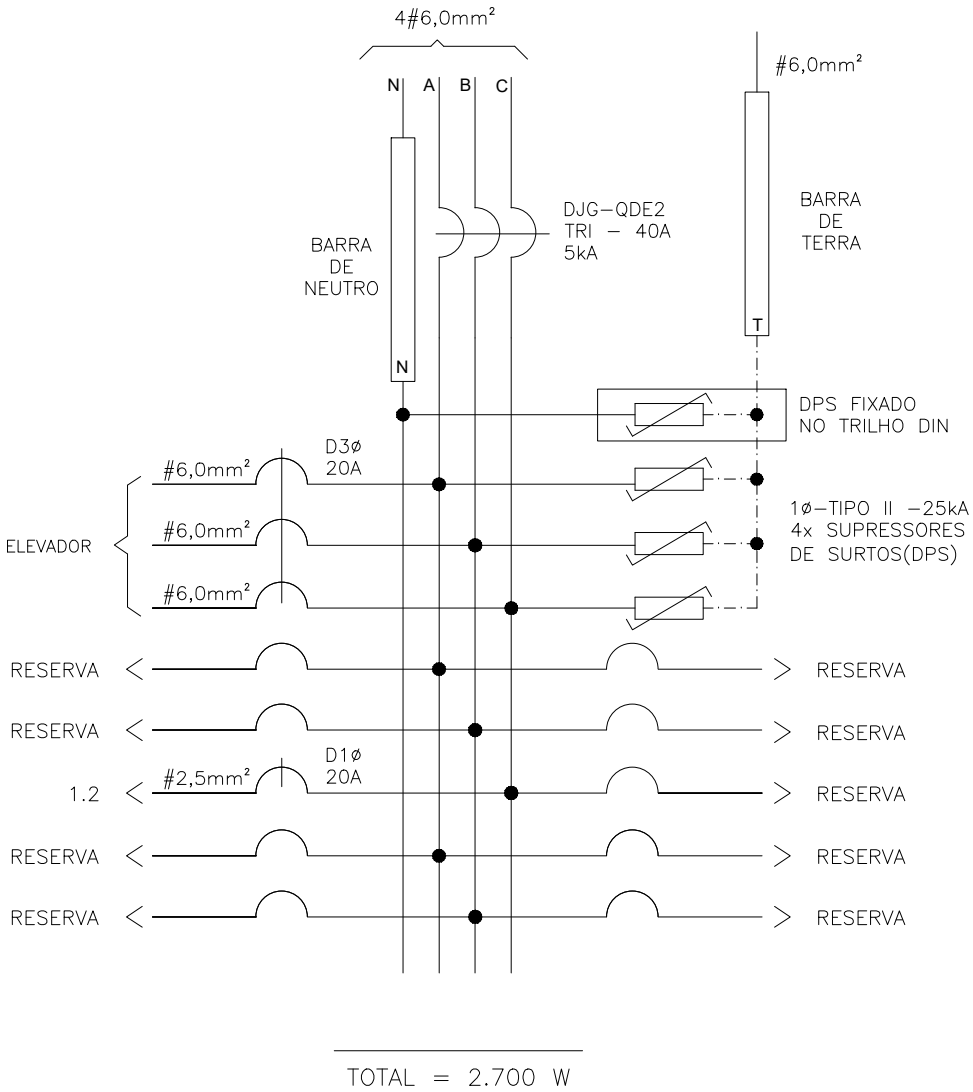 4#6,0mm²
#6,0mm²
N A B C
DJG-QDE2
TRI - 40A
5kA
BARRA
DE
NEUTRO
BARRA
DE
TERRA
T
N
DPS FIXADO
NO TRILHO DIN
D3ø
20A
#6,0mm²
1ø-TIPO II -25kA
4x SUPRESSORES
DE SURTOS(DPS)
ELEVADOR
#6,0mm²
#6,0mm²
RESERVA
RESERVA
RESERVA
RESERVA
D1ø
20A
#2,5mm²
1.2
RESERVA
RESERVA
RESERVA
RESERVA
RESERVA
TOTAL = 2.700 W